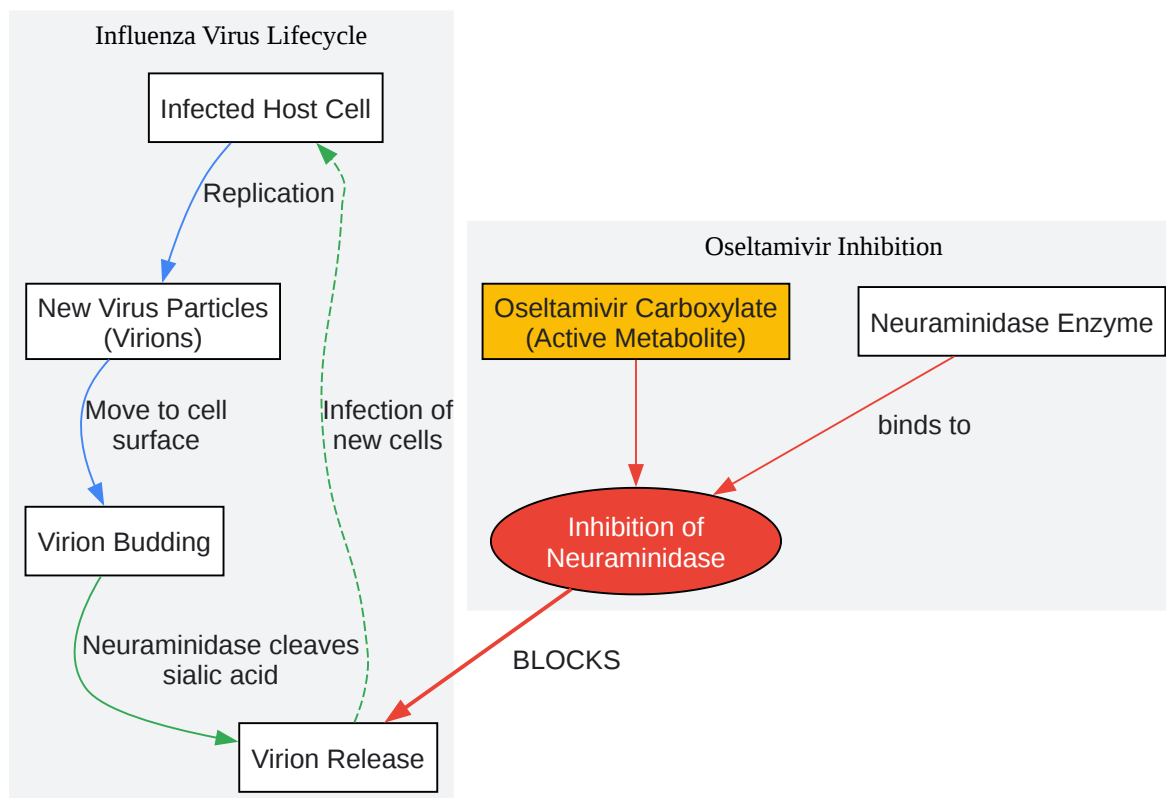 Influenza Virus Lifecycle
Infected Host Cell
Replication
New Virus Particles
(Virions)
Move to cell
surface
Infection of
new cells
Virion Budding
Neuraminidase cleaves
sialic acid
Virion Release
Oseltamivir Inhibition
Oseltamivir Carboxylate
(Active Metabolite)
Neuraminidase Enzyme
binds to
Inhibition of
Neuraminidase
BLOCKS